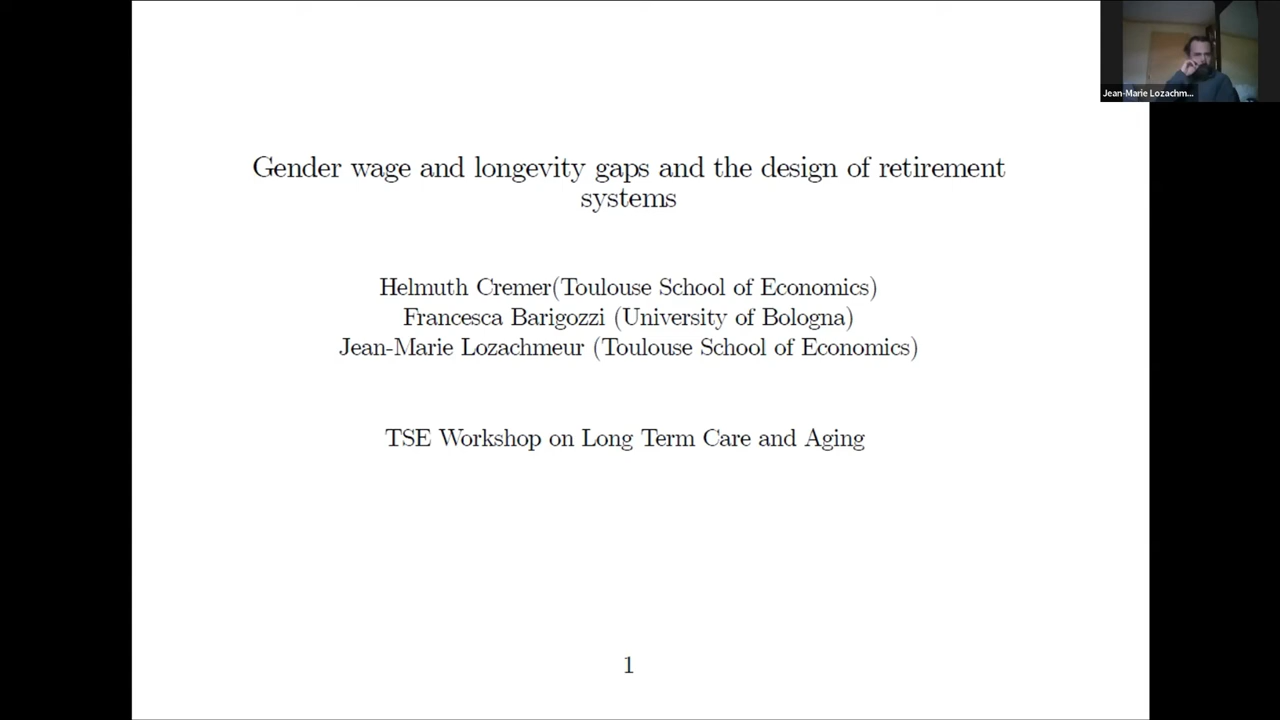 Jean-Marie Lozachm...
Gender wage and longevity gaps and the design of retirement
systems
Helmuth Cremer(Toulouse School of Economics)
Francesca Barigozzi (University of Bologna)
Jean-Marie Lozachmeur (Toulouse School of Economics)
TSE Workshop on Long Term Care and Aging
1